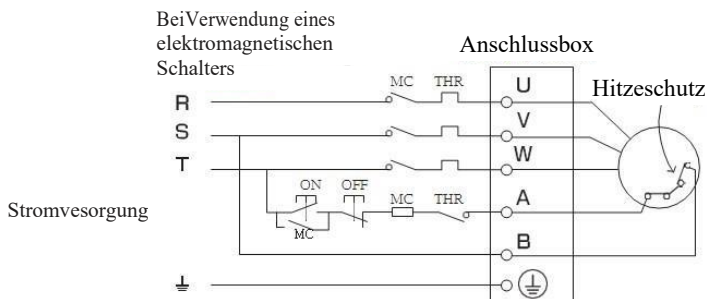 BeiVerwendung eines
elektromagnetischen
Schalters
Anschlussbox
Hitzeschutz
MC THR U
R
S V
T W
ON OFF MC THR A
MC
Stromvesorgung
B